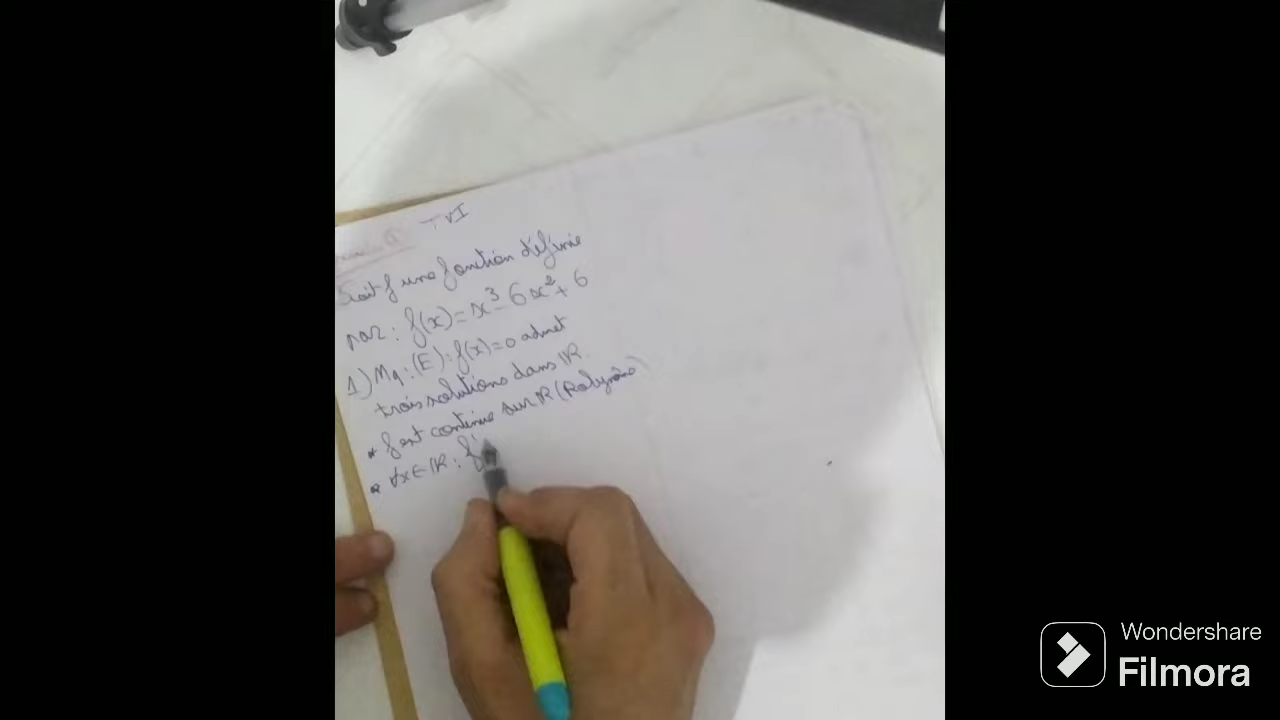 TVI
Soit f une fonction définie
par : f(x) = x³ - 6x² + 6
1) Mq : (E) : f(x) = 0 admet
trois solutions dans IR.
* f est continue sur IR (Polynôme)
* ∀x ∈ IR : f'
Wondershare
Filmora